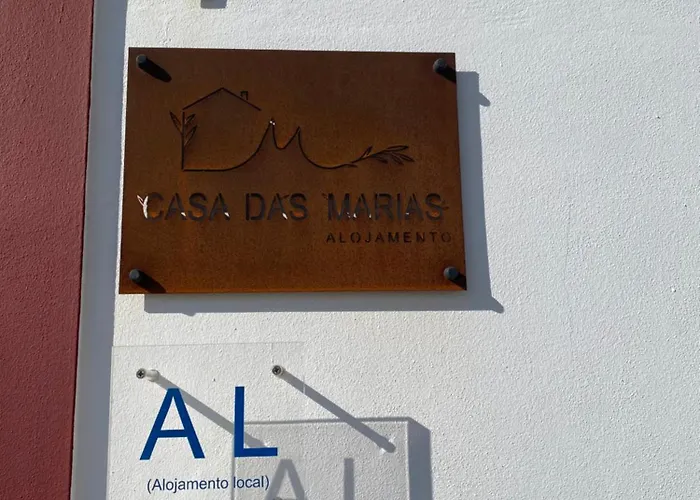 CASA DAS MARIAS
ALOJAMENTO
AL
(Alojamento local)